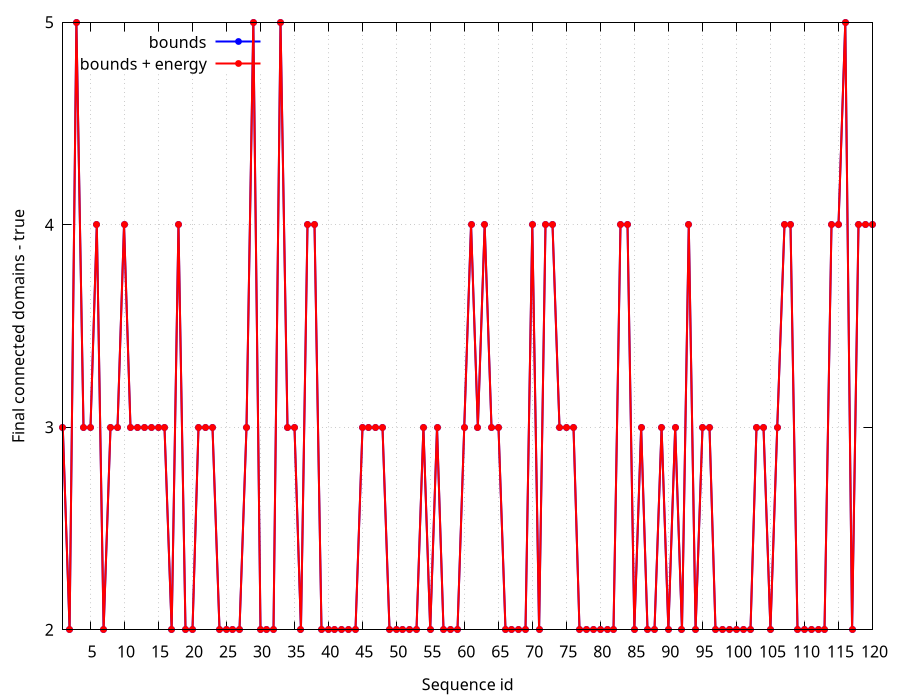 5
bounds
bounds + energy
4
Final connected domains - true
3
2
5 10 15 20 25 30 35 40 45 50 55 60 65 70 75 80 85 90 95 100 105 110 115 120
Sequence id